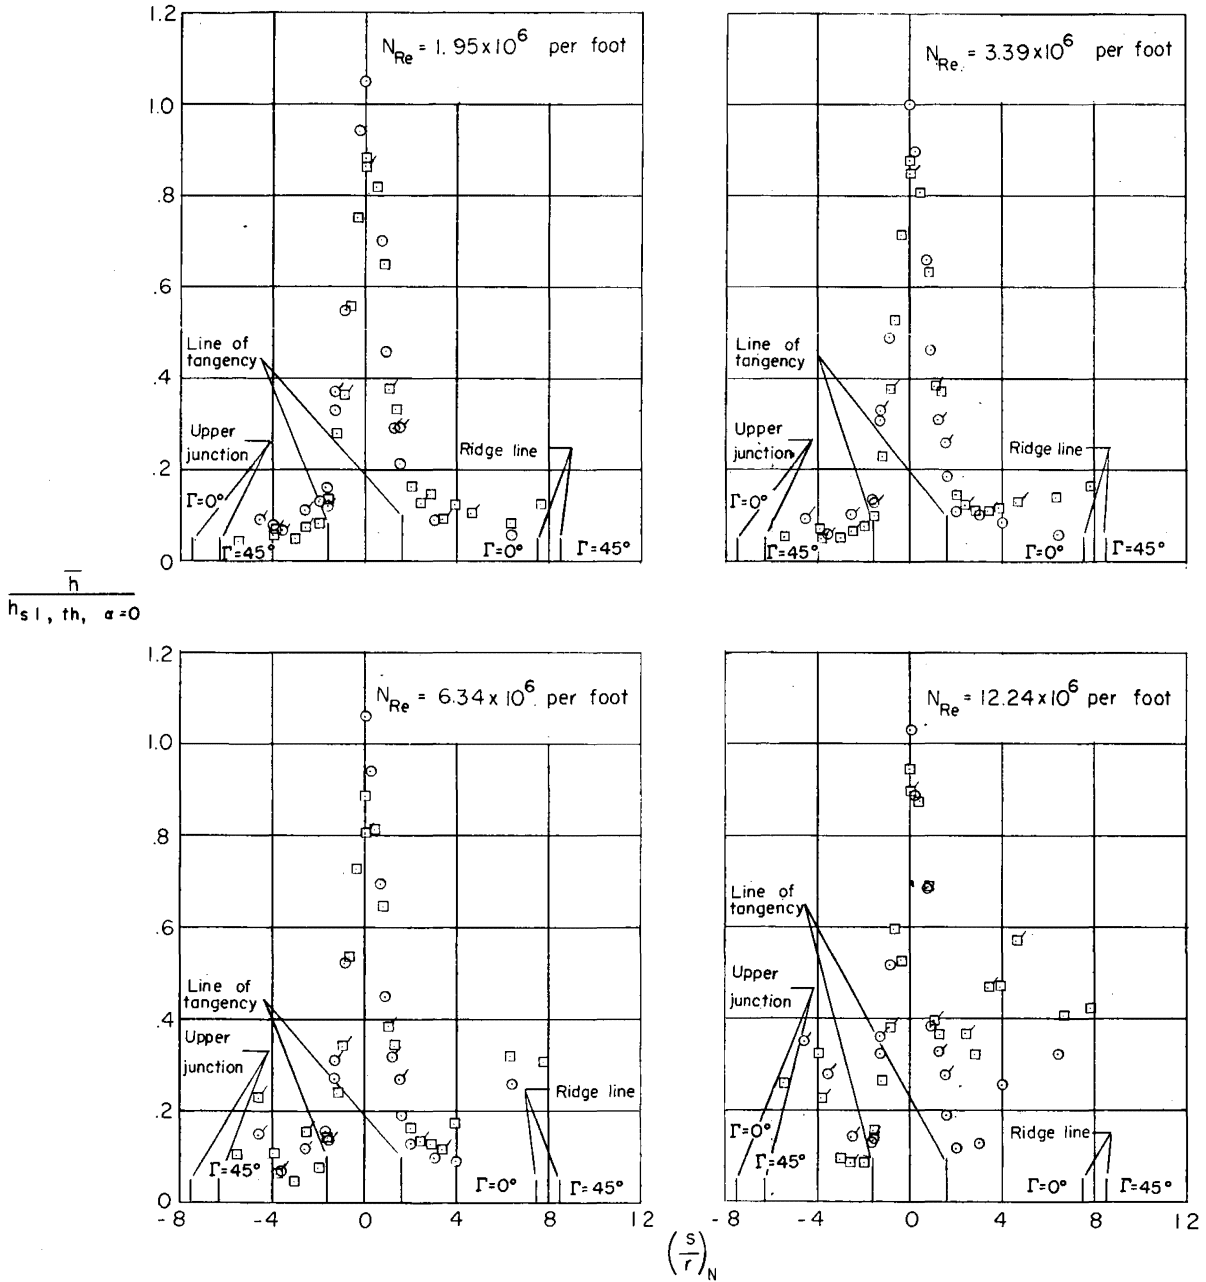 1.2
1.0
.8
.6
.4
.2
0
N_Re = 1.95x10^6 per foot
Line of
tangency
Upper
junction
Γ=0°
Γ=45°
Ridge line
Γ=0°
Γ=45°
N_Re = 3.39x10^6 per foot
Line of
tangency
Upper
junction
Γ=0°
Γ=45°
Ridge line
Γ=0°
Γ=45°
h̅
h_sl, th, α=0
1.2
1.0
.8
.6
.4
.2
0
N_Re = 6.34x10^6 per foot
Line of
tangency
Upper
junction
Γ=0°
Γ=45°
Ridge line
Γ=0°
Γ=45°
-8 -4 0 4 8 12
N_Re = 12.24x10^6 per foot
Line of
tangency
Upper
junction
Γ=0°
Γ=45°
Ridge line
Γ=0°
Γ=45°
-8 -4 0 4 8 12
(s/r)_N